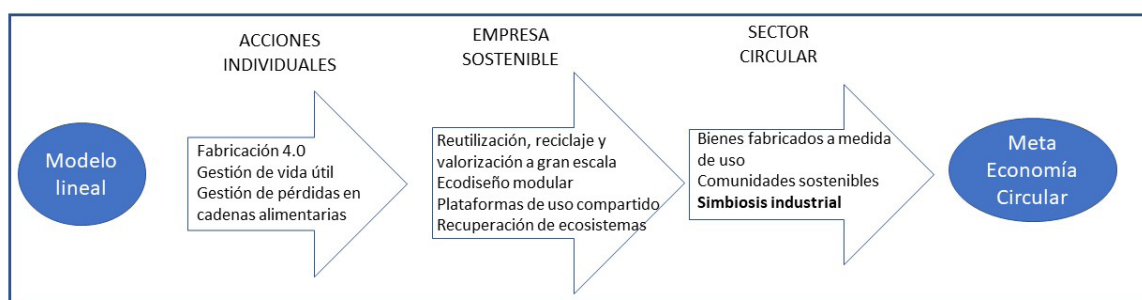 ACCIONES
INDIVIDUALES
EMPRESA
SOSTENIBLE
SECTOR
CIRCULAR
Modelo
lineal
Fabricación 4.0
Gestión de vida útil
Gestión de pérdidas en
cadenas alimentarias
Reutilización, reciclaje y
valorización a gran escala
Ecodiseño modular
Plataformas de uso compartido
Recuperación de ecosistemas
Bienes fabricados a medida
de uso
Comunidades sostenibles
Simbiosis industrial
Meta
Economía
Circular